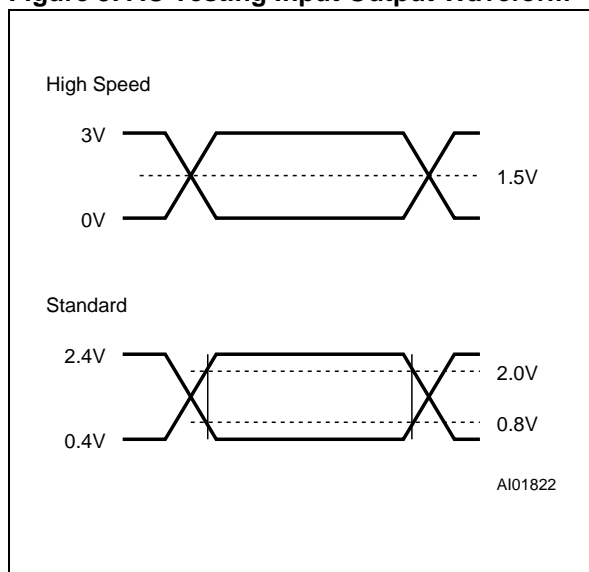 Figure AC Testing Input Output Waveform
High Speed
3V
1.5V
0V
Standard
2.4V
2.0V
0.8V
0.4V
AI01822